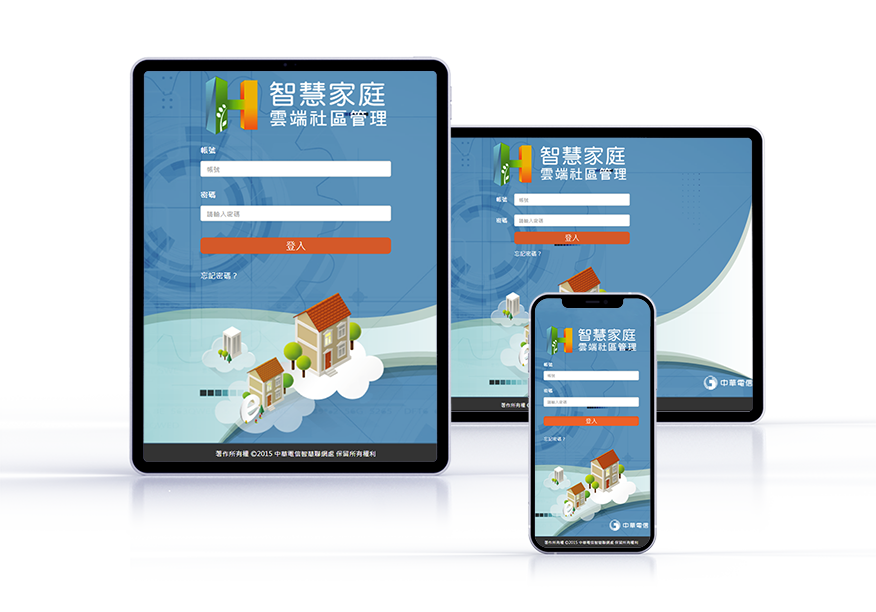 智慧家庭
雲端社區管理
帳號
帳號
密碼
請輸入密碼
登入
忘記密碼？
著作所有權 ©2015 中華電信智慧聯網處 保留所有權利
智慧家庭
雲端社區管理
帳號
帳號
密碼
請輸入密碼
登入
忘記密碼？
中華電信
著作所有
智慧家庭
雲端社區管理
帳號
帳號
密碼
請輸入密碼
登入
忘記密碼？
中華電信
著作所有權 ©2015 中華電信智慧聯網處 保留所有權利